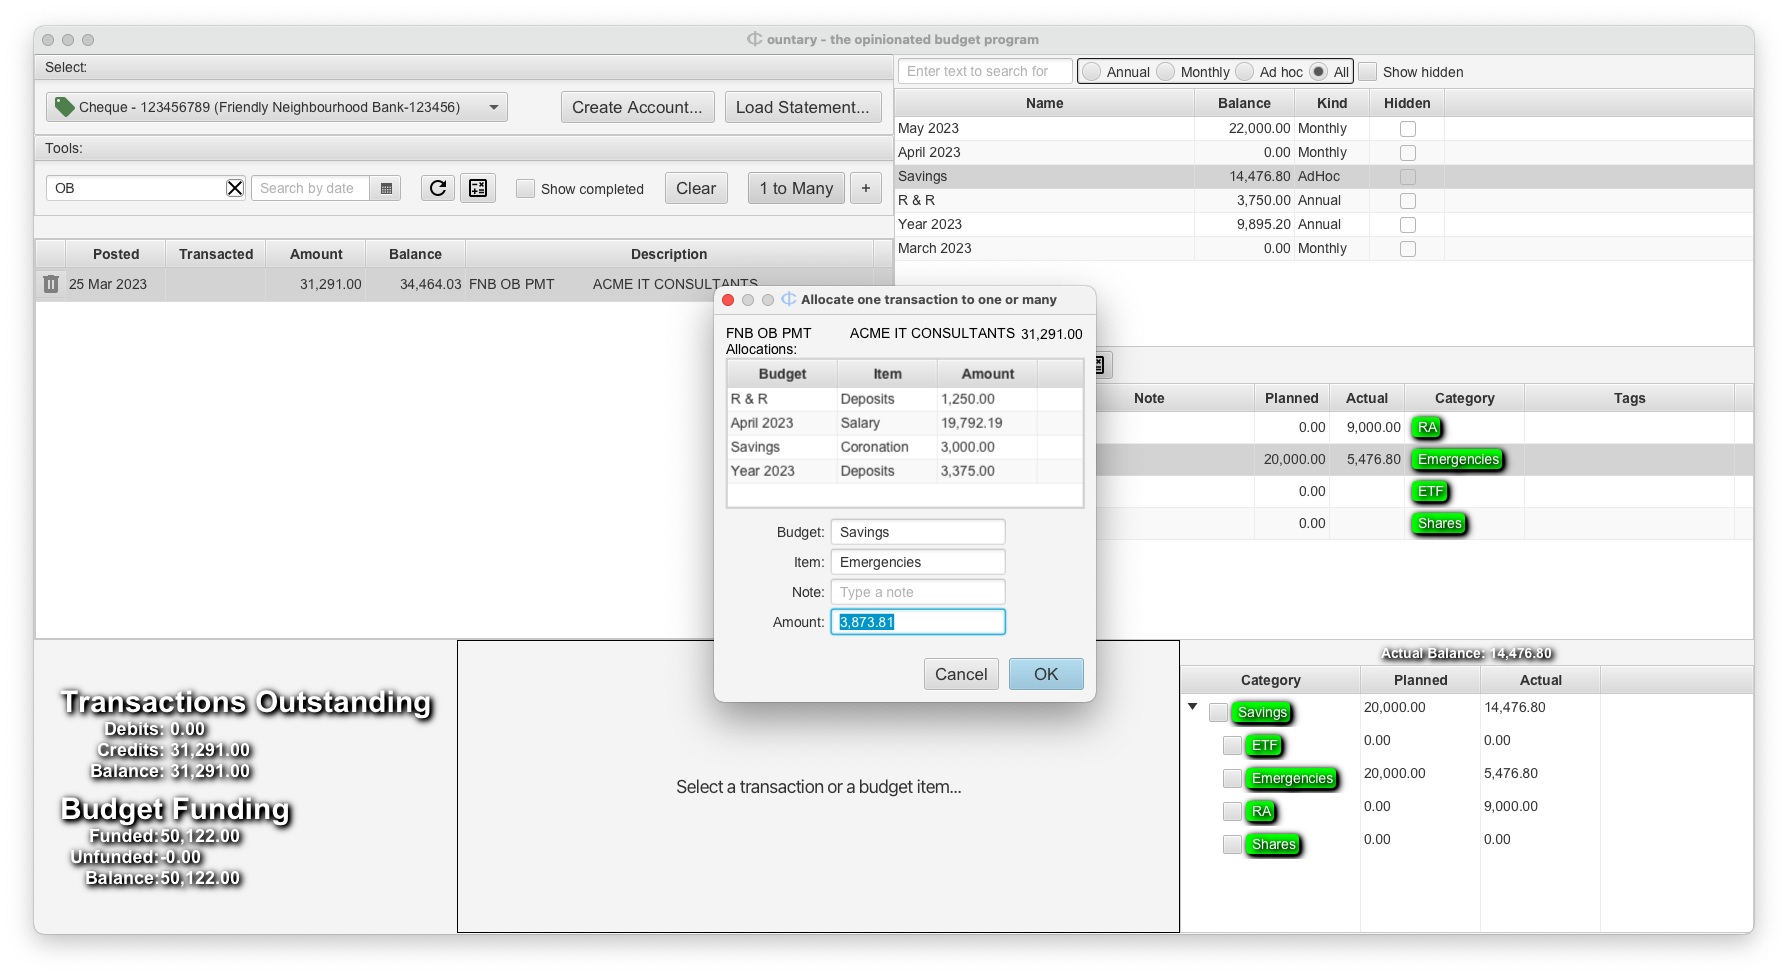 ountary - the opinionated budget program
Select:
Cheque - 123456789 (Friendly Neighbourhood Bank-123456)
Create Account...
Load Statement...
Tools:
OB
Search by date
Show completed
Clear
1 to Many
+
Posted Transacted Amount Balance Description
25 Mar 2023 31,291.00 34,464.03 FNB OB PMT ACME IT CONSULTANTS
Enter text to search for
Annual Monthly Ad hoc All Show hidden
Name Balance Kind Hidden
May 2023 22,000.00 Monthly
April 2023 0.00 Monthly
Savings 14,476.80 AdHoc
R & R 3,750.00 Annual
Year 2023 9,895.20 Annual
March 2023 0.00 Monthly
Allocate one transaction to one or many
FNB OB PMT ACME IT CONSULTANTS 31,291.00
Allocations:
Budget Item Amount
R & R Deposits 1,250.00
April 2023 Salary 19,792.19
Savings Coronation 3,000.00
Year 2023 Deposits 3,375.00
Budget: Savings
Item: Emergencies
Note: Type a note
Amount: 3,873.81
Cancel OK
Note Planned Actual Category Tags
0.00 9,000.00 RA
20,000.00 5,476.80 Emergencies
0.00 ETF
0.00 Shares
Transactions Outstanding
Debits: 0.00
Credits: 31,291.00
Balance: 31,291.00
Budget Funding
Funded:50,122.00
Unfunded:-0.00
Balance:50,122.00
Select a transaction or a budget item...
Actual Balance: 14,476.80
Category Planned Actual
Savings 20,000.00 14,476.80
ETF 0.00 0.00
Emergencies 20,000.00 5,476.80
RA 0.00 9,000.00
Shares 0.00 0.00